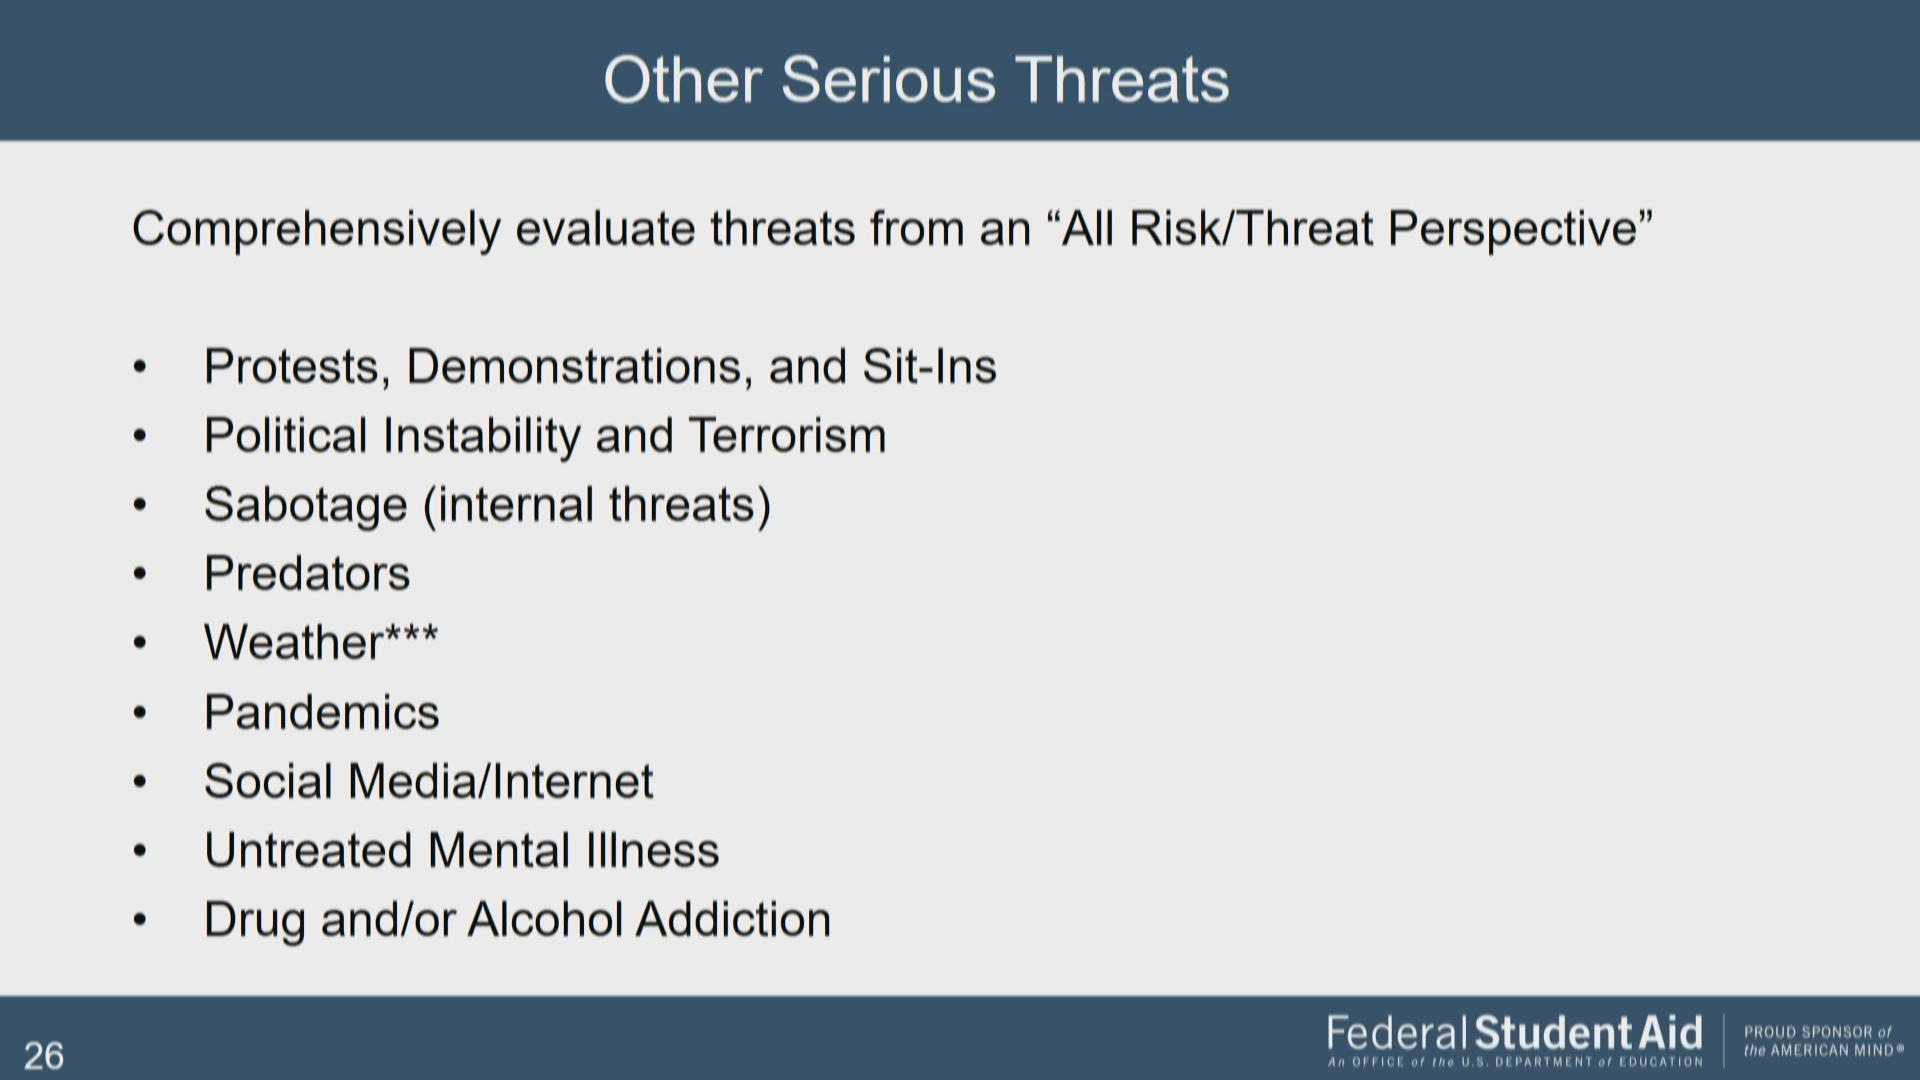 Other Serious Threats
Comprehensively evaluate threats from an “All Risk/Threat Perspective”
• Protests, Demonstrations, and Sit-Ins
• Political Instability and Terrorism
• Sabotage (internal threats)
• Predators
• Weather***
• Pandemics
• Social Media/Internet
• Untreated Mental Illness
• Drug and/or Alcohol Addiction
26
Federal Student Aid
An OFFICE of the U.S. DEPARTMENT of EDUCATION
PROUD SPONSOR of
the AMERICAN MIND®